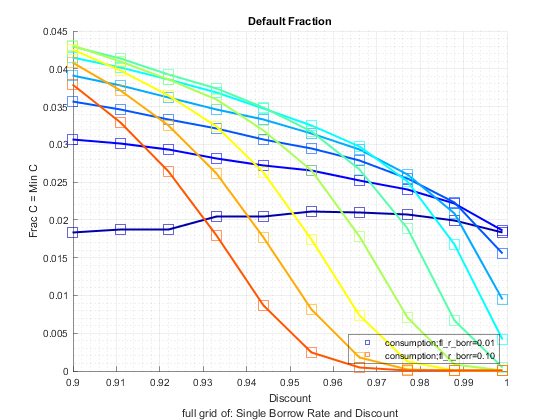 Default Fraction
Frac C = Min C
0.045
0.04
0.035
0.03
0.025
0.02
0.015
0.01
0.005
0
consumption;fl_r_borr=0.01
consumption;fl_r_borr=0.10
0.9 0.91 0.92 0.93 0.94 0.95 0.96 0.97 0.98 0.99 1
Discount
full grid of: Single Borrow Rate and Discount